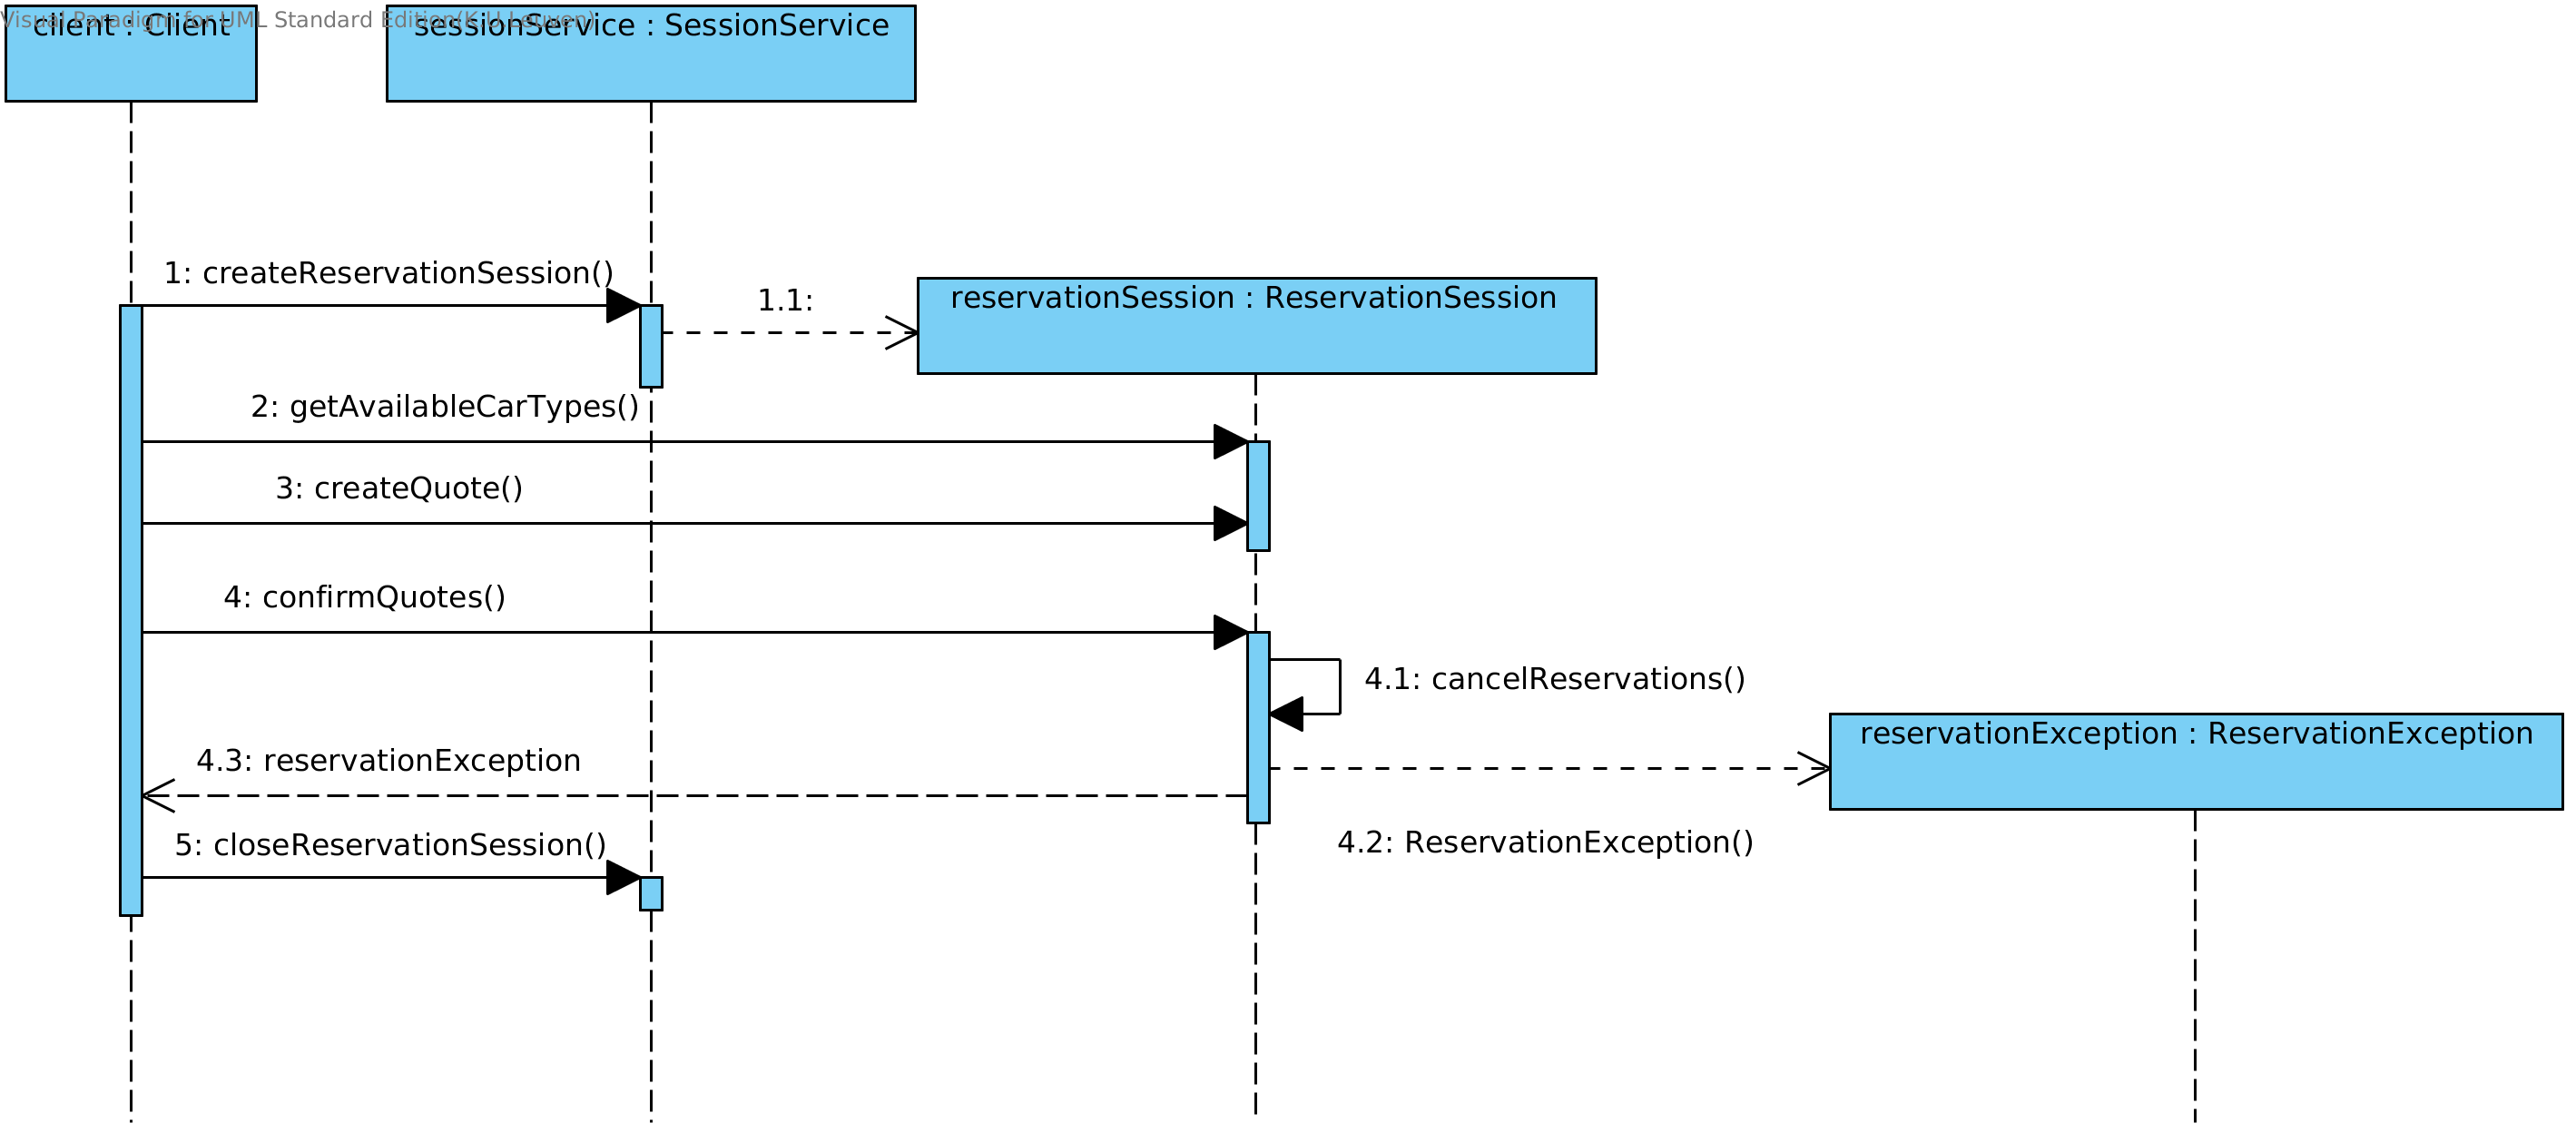 Visual Paradigm for UML Standard Edition(K.U.Leuven)
client : Client
sessionService : SessionService
1: createReservationSession()
1.1:
reservationSession : ReservationSession
2: getAvailableCarTypes()
3: createQuote()
4: confirmQuotes()
4.1: cancelReservations()
reservationException : ReservationException
4.3: reservationException
4.2: ReservationException()
5: closeReservationSession()